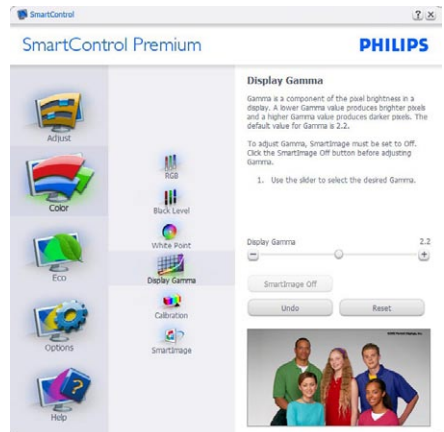 SmartControl
SmartControl Premium
PHILIPS
Adjust
Color
Eco
Options
Help
RGB
Black Level
White Point
Display Gamma
Calibration
SmartImage
Display Gamma
Gamma is a component of the pixel brightness in a
display. A lower Gamma value produces brighter pixels
and a higher Gamma value produces darker pixels. The
default value for Gamma is 2.2.
To adjust Gamma, SmartImage must be set to Off.
Click the SmartImage Off button before adjusting
Gamma.
1. Use the slider to select the desired Gamma.
Display Gamma 2.2
SmartImage Off
Undo Reset